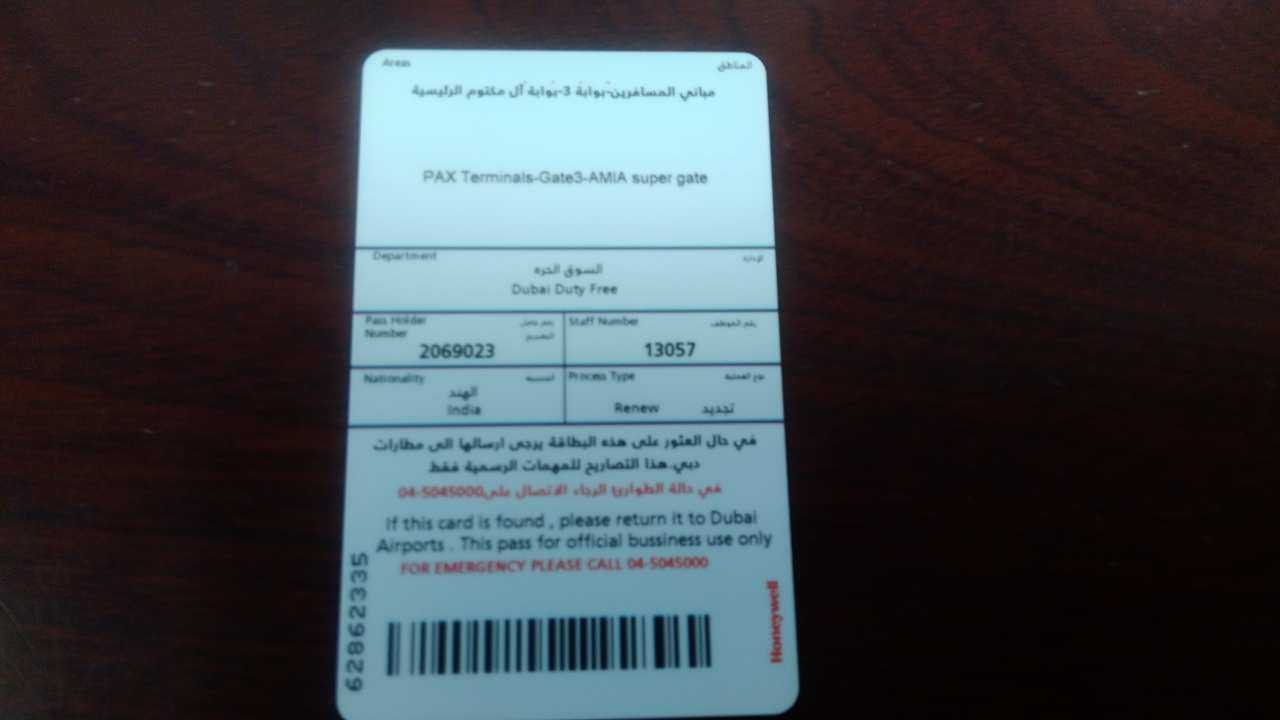 Areas المناطق
مباني المسافرين-بوابة 3-بوابة آل مكتوم الرئيسية
PAX Terminals-Gate3-AMIA super gate
Department الإدارة
السوق الحره
Dubai Duty Free
Pass Holder Number رقم حامل التصريح
2069023
Staff Number رقم الموظف
13057
Nationality الجنسية
الهند
India
Process Type نوع العملية
Renew تجديد
في حال العثور على هذه البطاقة يرجى ارسالها الى مطارات
دبي.هذا التصاريح للمهمات الرسمية فقط
في حالة الطوارئ الرجاء الاتصال على04-5045000
If this card is found , please return it to Dubai
Airports . This pass for official bussiness use only
FOR EMERGENCY PLEASE CALL 04-5045000
62862335
Honeywell